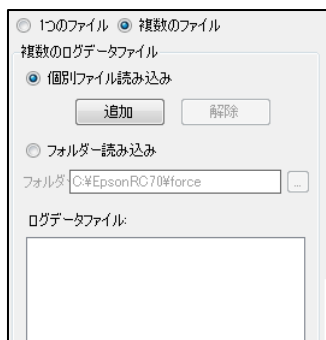 1つのファイル 複数のファイル
複数のログデータファイル
個別ファイル読み込み
追加 解除
フォルダー読み込み
フォルダ C:¥EpsonRC70¥force ...
ログデータファイル: